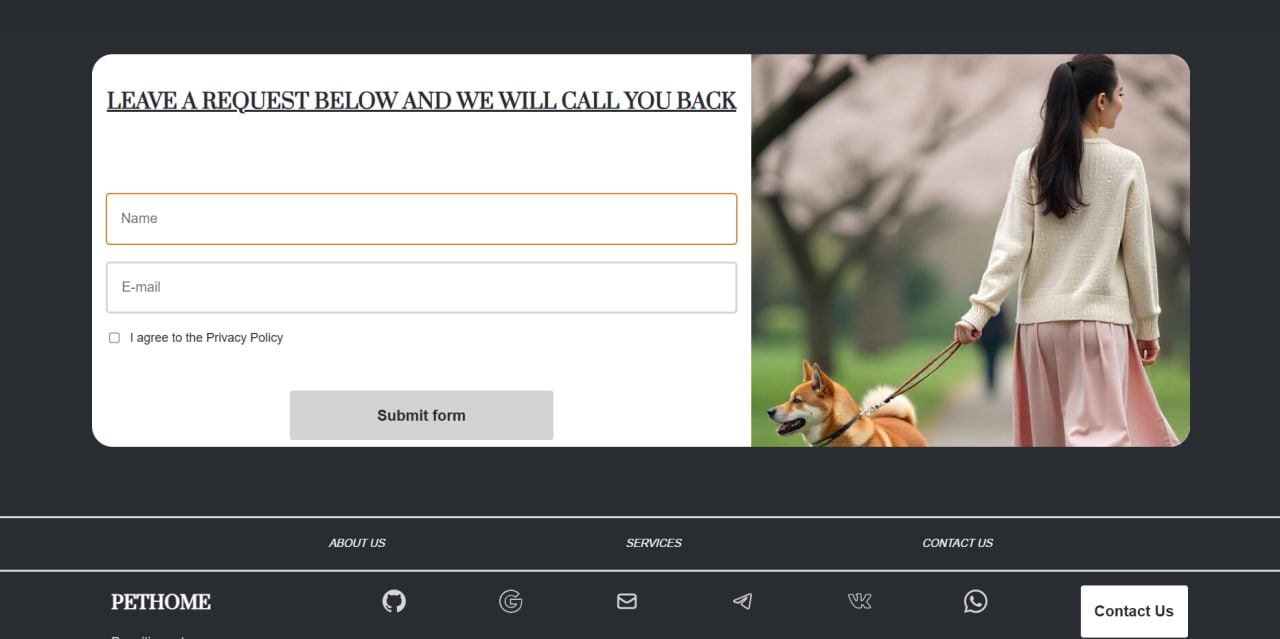 LEAVE A REQUEST BELOW AND WE WILL CALL YOU BACK
Name
E-mail
I agree to the Privacy Policy
Submit form
ABOUT US
SERVICES
CONTACT US
PETHOME
Contact Us